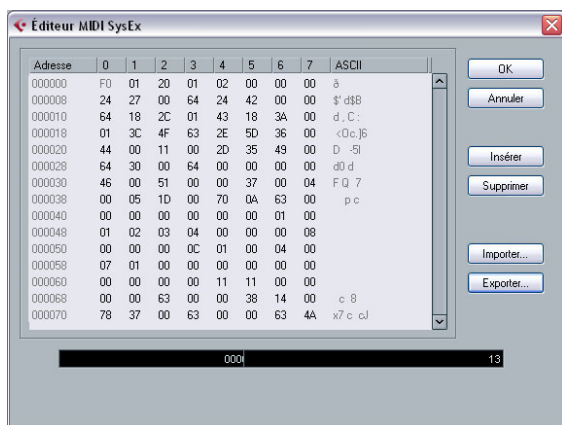 Éditeur MIDI SysEx
Adresse 0 1 2 3 4 5 6 7 ASCII
000000 F0 01 20 01 02 00 00 00 ð
000008 24 27 00 64 24 42 00 00 $' d$B
000010 64 18 2C 01 43 18 3A 00 d , C :
000018 01 3C 4F 63 2E 5D 36 00 <Oc.]6
000020 44 00 11 00 2D 35 49 00 D -5I
000028 64 30 00 64 00 00 00 00 d0 d
000030 46 00 51 00 00 37 00 04 F Q 7
000038 00 05 1D 00 70 0A 63 00 p c
000040 00 00 00 00 00 00 01 00
000048 01 02 03 04 00 00 00 08
000050 00 00 00 0C 01 00 04 00
000058 07 01 00 00 00 00 00 00
000060 00 00 00 00 11 11 00 00
000068 00 00 63 00 00 38 14 00 c 8
000070 78 37 00 63 00 00 63 4A x7 c cJ
OK
Annuler
Insérer
Supprimer
Importer...
Exporter...
000 13